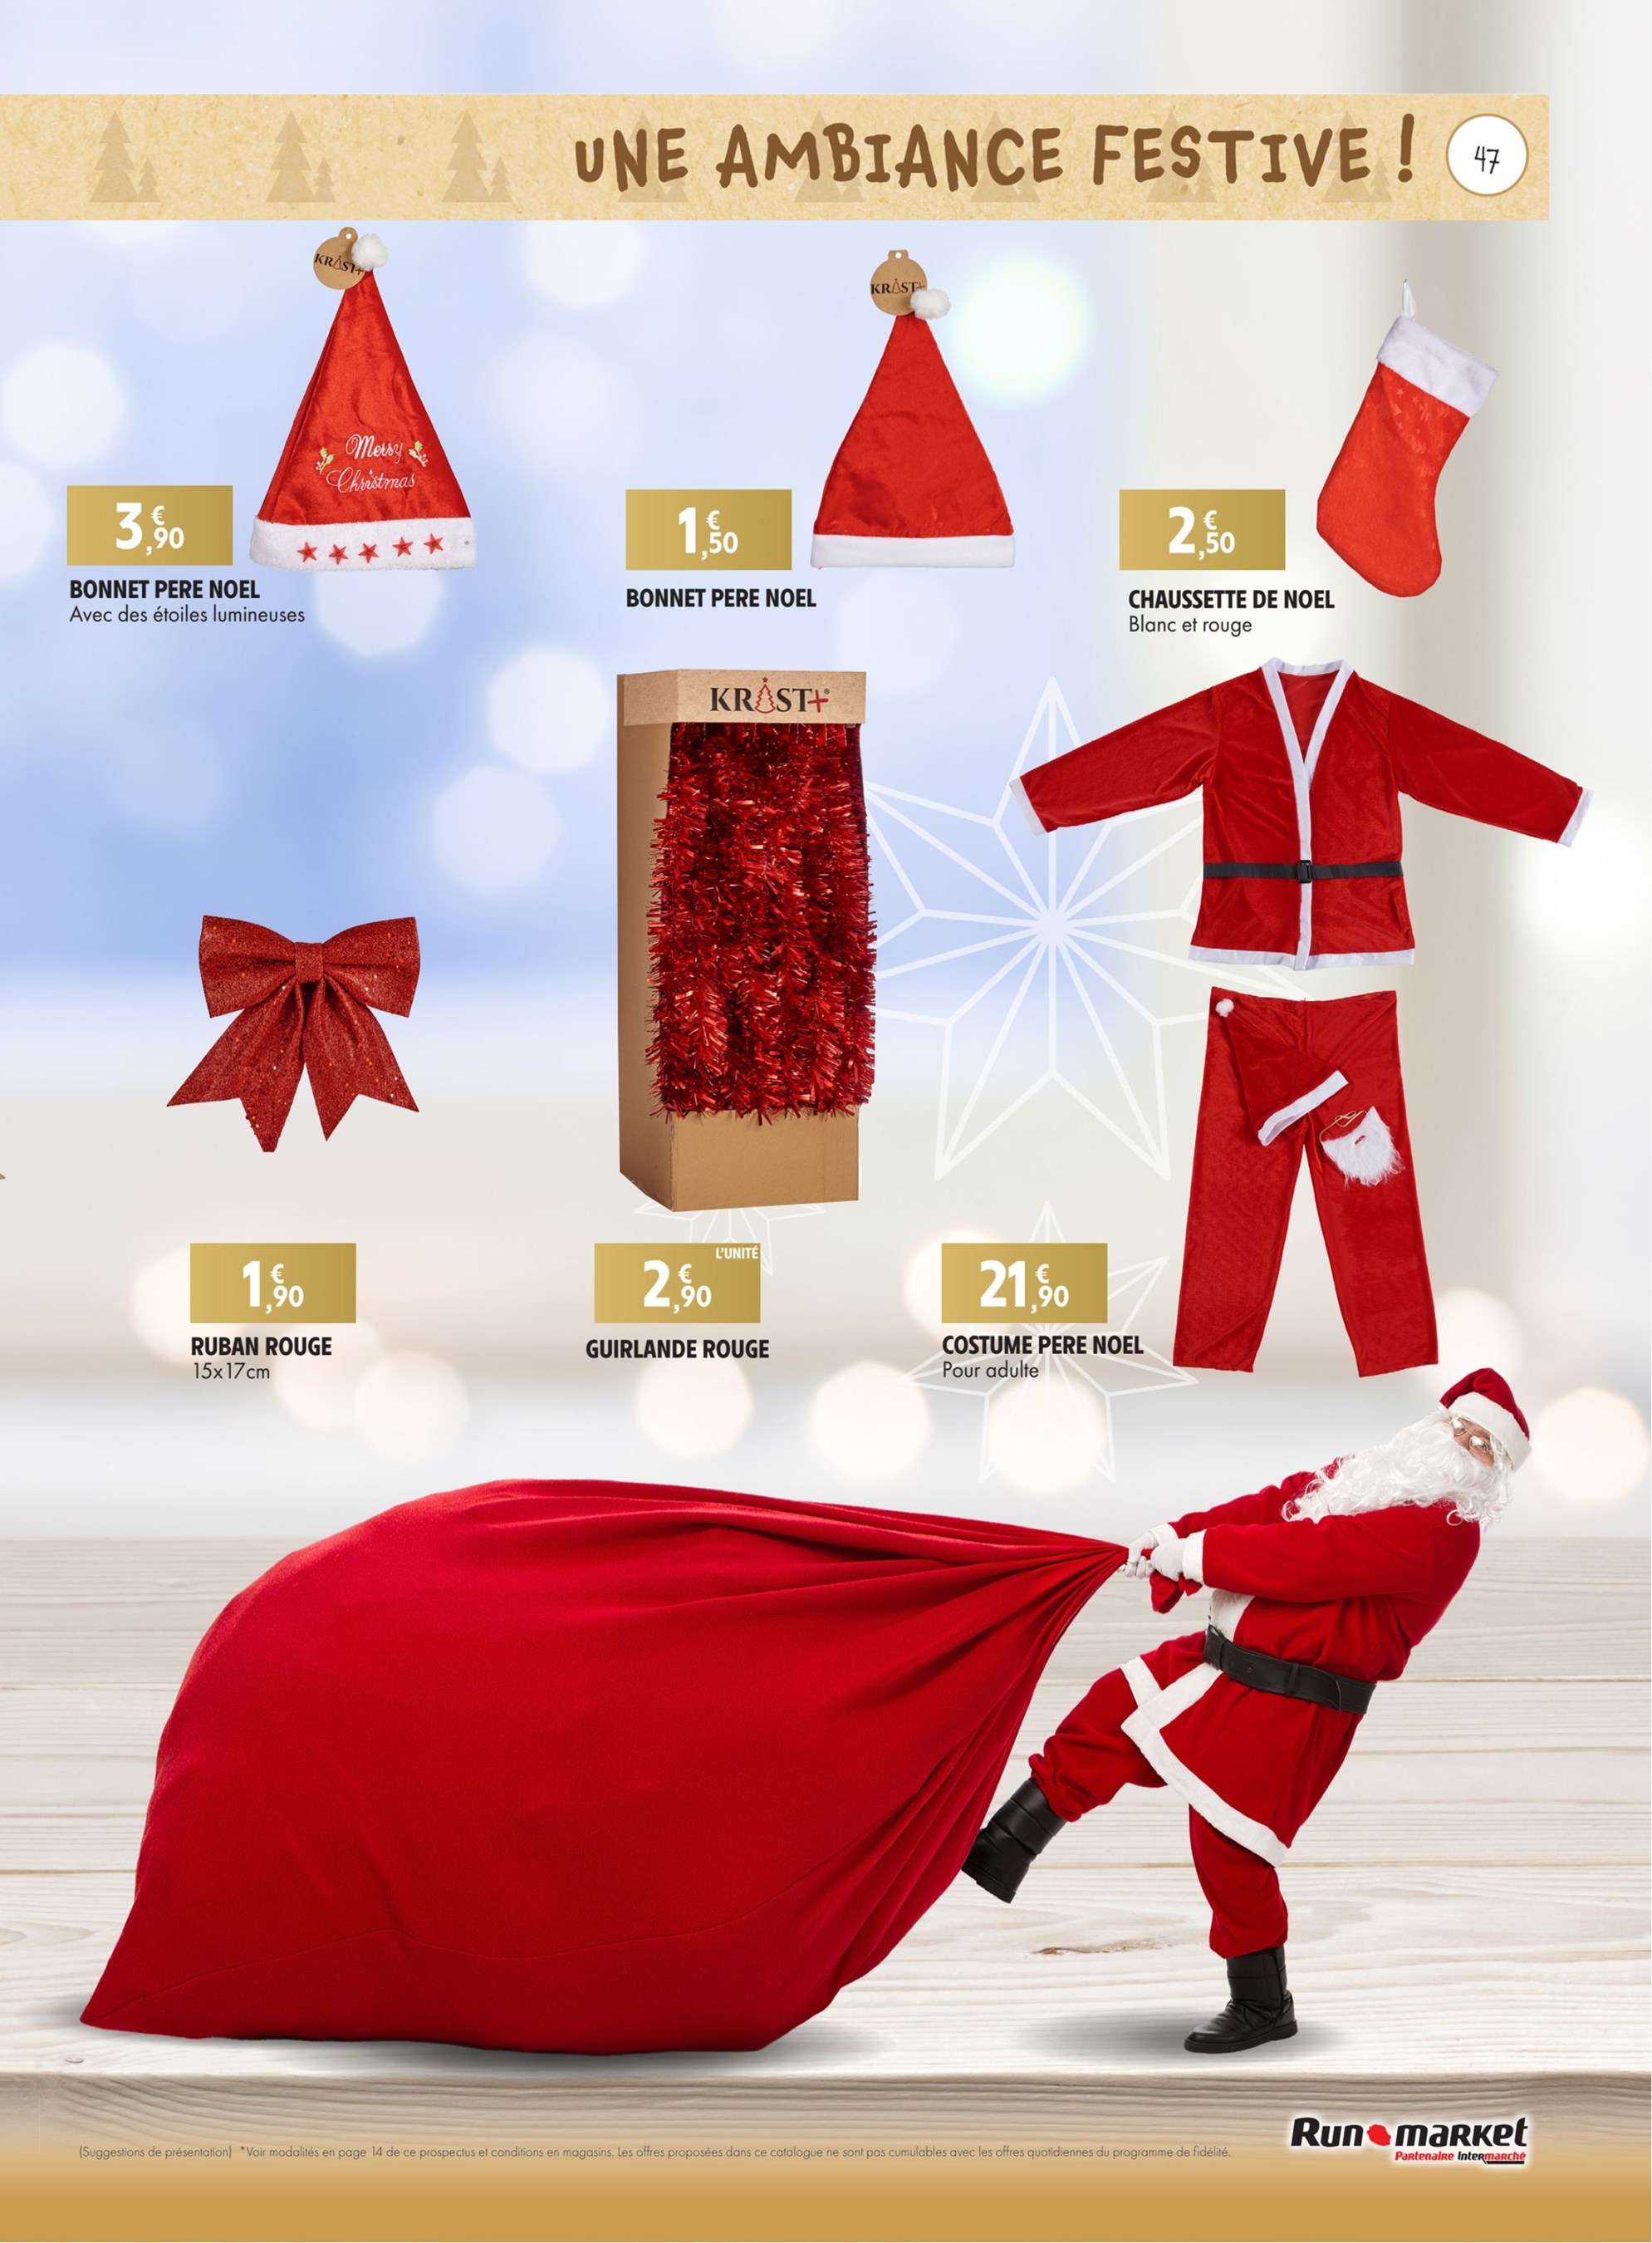 UNE AMBIANCE FESTIVE !
47
KRIST+
KRIST+
Merry
Christmas
3,€90
BONNET PERE NOEL
Avec des étoiles lumineuses
1,€50
BONNET PERE NOEL
2,€50
CHAUSSETTE DE NOEL
Blanc et rouge
KRIST+
1,€90
RUBAN ROUGE
15x17cm
L'UNITÉ
2,€90
GUIRLANDE ROUGE
21,€90
COSTUME PERE NOEL
Pour adulte
(Suggestions de présentation) *Voir modalités en page 14 de ce prospectus et conditions en magasins. Les offres proposées dans ce catalogue ne sont pas cumulables avec les offres quotidiennes du programme de fidélité.
Run market
Partenaire Intermarché